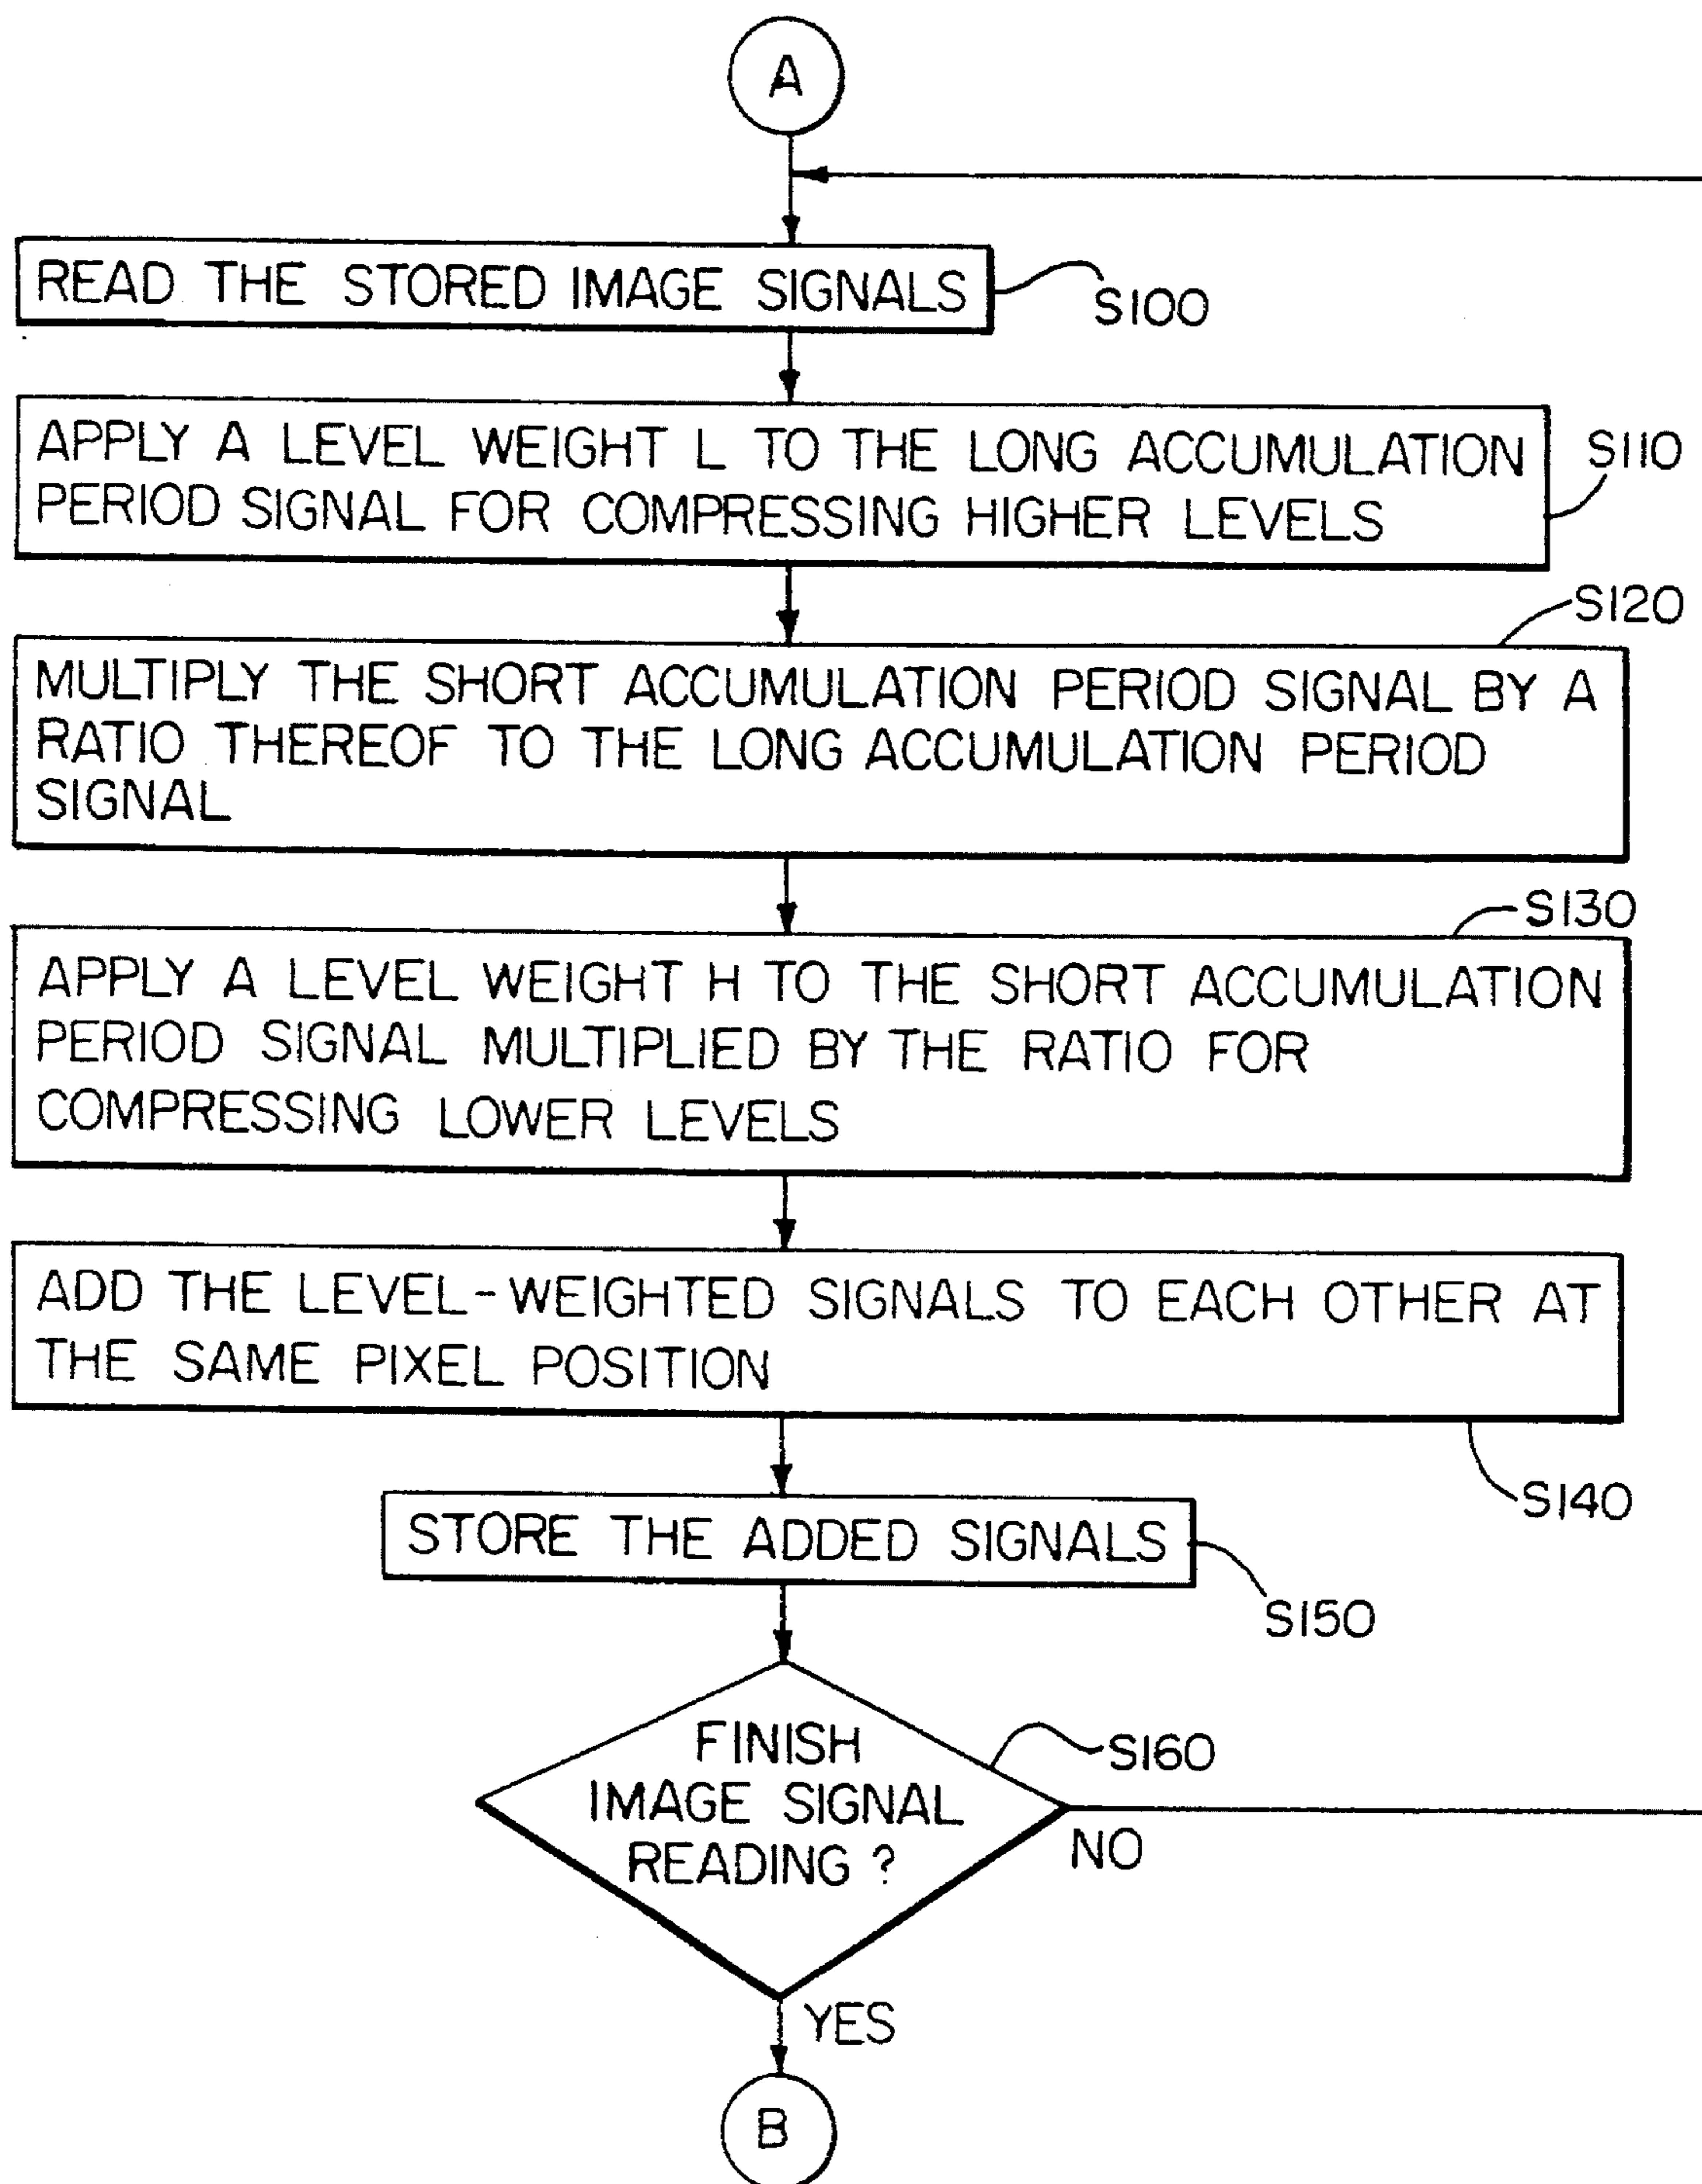 A
READ THE STORED IMAGE SIGNALS
S100
APPLY A LEVEL WEIGHT L TO THE LONG ACCUMULATION
PERIOD SIGNAL FOR COMPRESSING HIGHER LEVELS
S110
S120
MULTIPLY THE SHORT ACCUMULATION PERIOD SIGNAL BY A
RATIO THEREOF TO THE LONG ACCUMULATION PERIOD
SIGNAL
S130
APPLY A LEVEL WEIGHT H TO THE SHORT ACCUMULATION
PERIOD SIGNAL MULTIPLIED BY THE RATIO FOR
COMPRESSING LOWER LEVELS
ADD THE LEVEL-WEIGHTED SIGNALS TO EACH OTHER AT
THE SAME PIXEL POSITION
S140
STORE THE ADDED SIGNALS
S150
FINISH
IMAGE SIGNAL
READING ?
S160
NO
YES
B